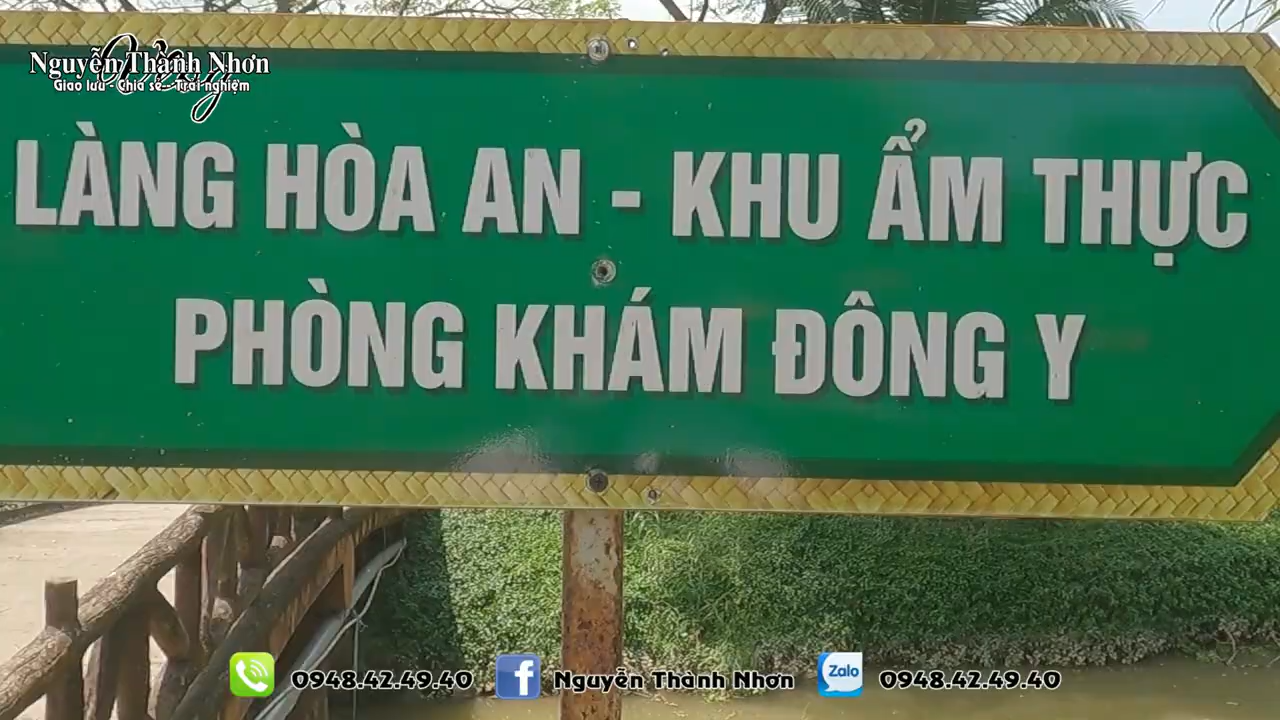 Nguyễn Thành Nhơn
Giao lưu - Chia sẻ - Trải nghiệm
LÀNG HÒA AN - KHU ẨM THỰC
PHÒNG KHÁM ĐÔNG Y
0948.42.49.40
Nguyễn Thành Nhơn
Zalo
0948.42.49.40